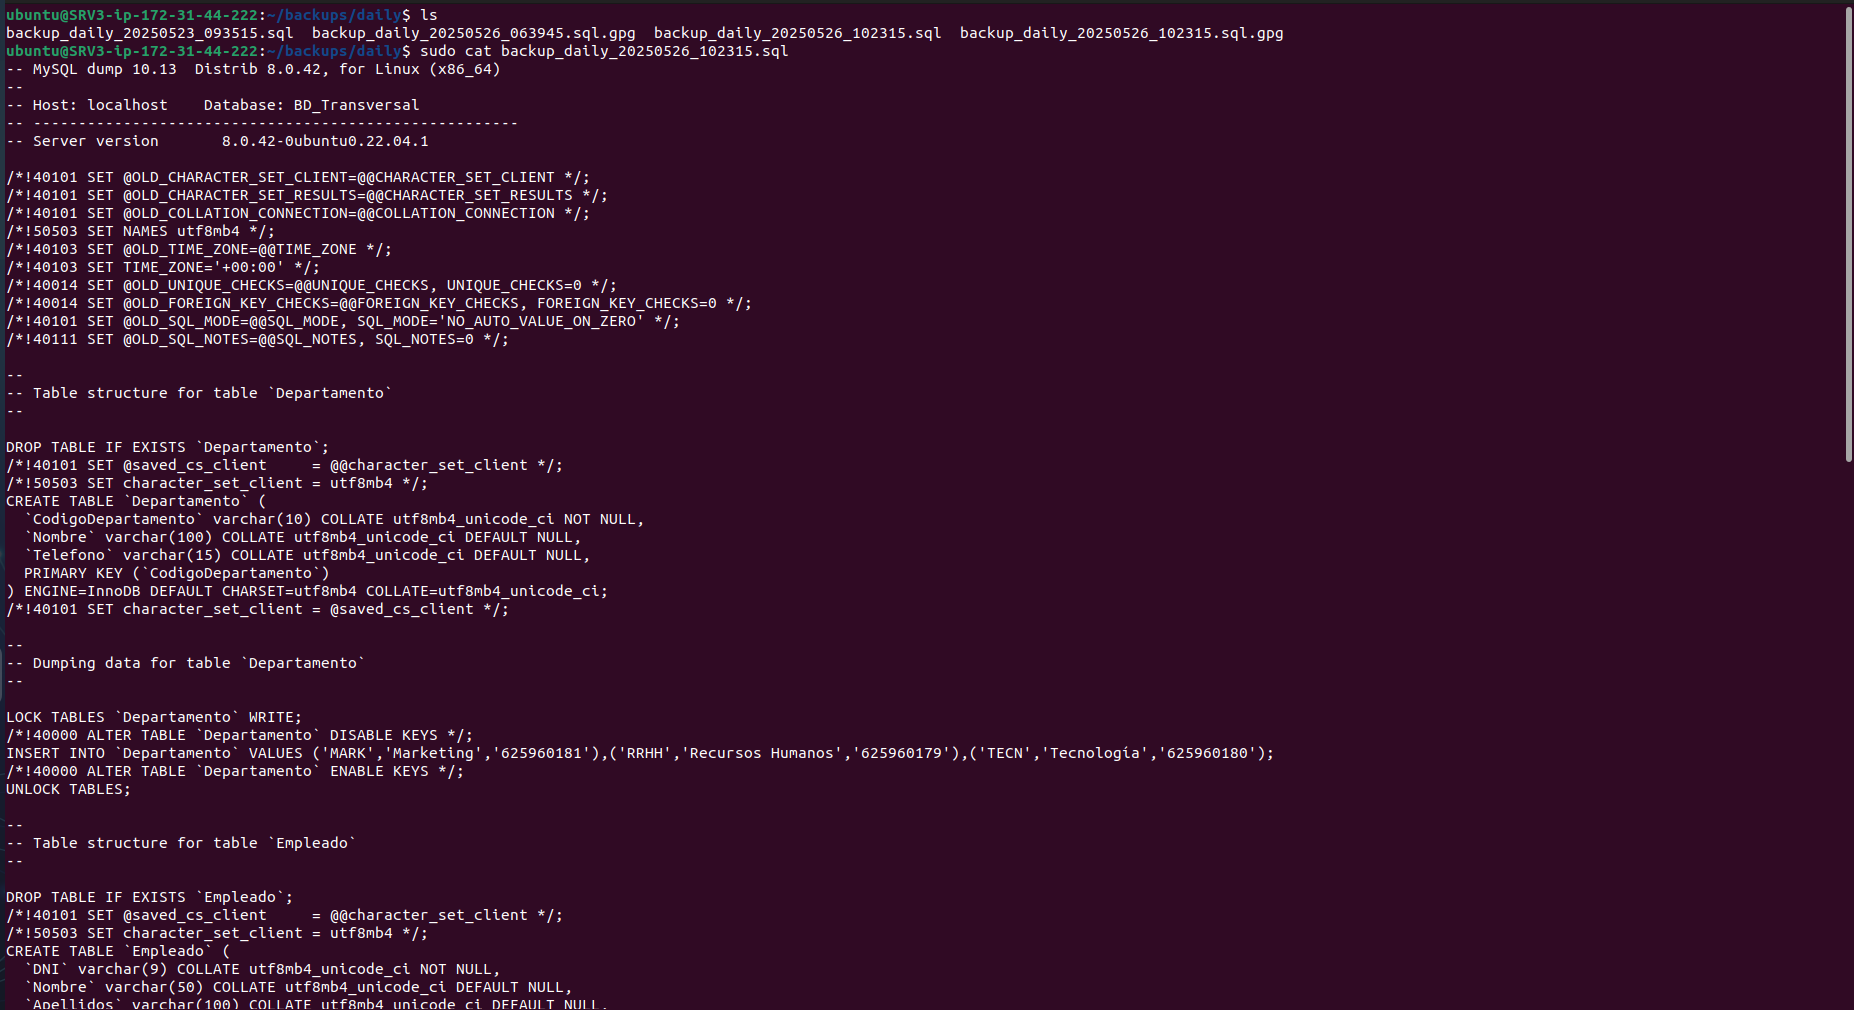 ubuntu@SRV3-ip-172-31-44-222:~/backups/daily$ ls
backup_daily_20250523_093515.sql  backup_daily_20250526_063945.sql.gpg  backup_daily_20250526_102315.sql  backup_daily_20250526_102315.sql.gpg
ubuntu@SRV3-ip-172-31-44-222:~/backups/daily$ sudo cat backup_daily_20250526_102315.sql
-- MySQL dump 10.13  Distrib 8.0.42, for Linux (x86_64)
--
-- Host: localhost    Database: BD_Transversal
-- ------------------------------------------------------
-- Server version       8.0.42-0ubuntu0.22.04.1

/*!40101 SET @OLD_CHARACTER_SET_CLIENT=@@CHARACTER_SET_CLIENT */;
/*!40101 SET @OLD_CHARACTER_SET_RESULTS=@@CHARACTER_SET_RESULTS */;
/*!40101 SET @OLD_COLLATION_CONNECTION=@@COLLATION_CONNECTION */;
/*!50503 SET NAMES utf8mb4 */;
/*!40103 SET @OLD_TIME_ZONE=@@TIME_ZONE */;
/*!40103 SET TIME_ZONE='+00:00' */;
/*!40014 SET @OLD_UNIQUE_CHECKS=@@UNIQUE_CHECKS, UNIQUE_CHECKS=0 */;
/*!40014 SET @OLD_FOREIGN_KEY_CHECKS=@@FOREIGN_KEY_CHECKS, FOREIGN_KEY_CHECKS=0 */;
/*!40101 SET @OLD_SQL_MODE=@@SQL_MODE, SQL_MODE='NO_AUTO_VALUE_ON_ZERO' */;
/*!40111 SET @OLD_SQL_NOTES=@@SQL_NOTES, SQL_NOTES=0 */;

--
-- Table structure for table `Departamento`
--

DROP TABLE IF EXISTS `Departamento`;
/*!40101 SET @saved_cs_client     = @@character_set_client */;
/*!50503 SET character_set_client = utf8mb4 */;
CREATE TABLE `Departamento` (
  `CodigoDepartamento` varchar(10) COLLATE utf8mb4_unicode_ci NOT NULL,
  `Nombre` varchar(100) COLLATE utf8mb4_unicode_ci DEFAULT NULL,
  `Telefono` varchar(15) COLLATE utf8mb4_unicode_ci DEFAULT NULL,
  PRIMARY KEY (`CodigoDepartamento`)
) ENGINE=InnoDB DEFAULT CHARSET=utf8mb4 COLLATE=utf8mb4_unicode_ci;
/*!40101 SET character_set_client = @saved_cs_client */;

--
-- Dumping data for table `Departamento`
--

LOCK TABLES `Departamento` WRITE;
/*!40000 ALTER TABLE `Departamento` DISABLE KEYS */;
INSERT INTO `Departamento` VALUES ('MARK','Marketing','625960181'),('RRHH','Recursos Humanos','625960179'),('TECN','Tecnología','625960180');
/*!40000 ALTER TABLE `Departamento` ENABLE KEYS */;
UNLOCK TABLES;

--
-- Table structure for table `Empleado`
--

DROP TABLE IF EXISTS `Empleado`;
/*!40101 SET @saved_cs_client     = @@character_set_client */;
/*!50503 SET character_set_client = utf8mb4 */;
CREATE TABLE `Empleado` (
  `DNI` varchar(9) COLLATE utf8mb4_unicode_ci NOT NULL,
  `Nombre` varchar(50) COLLATE utf8mb4_unicode_ci DEFAULT NULL,
  `Apellidos` varchar(100) COLLATE utf8mb4_unicode_ci DEFAULT NULL,